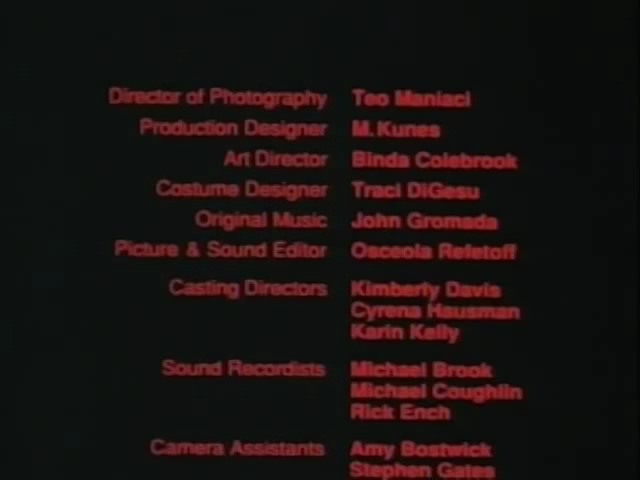 Director of Photography Teo Maniaci
Production Designer M. Kunes
Art Director Binda Colebrook
Costume Designer Traci DiGesu
Original Music John Gromada
Picture & Sound Editor Osceola Refetoff
Casting Directors Kimberly Davis
Cyrena Hausman
Karin Kelly
Sound Recordists Michael Brook
Michael Coughlin
Rick Ench
Camera Assistants Amy Bostwick
Stephen Gates